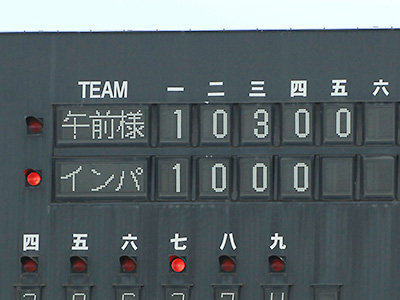 TEAM 一 二 三 四 五 六
午前様 1 0 3 0 0
インパ 1 0 0 0
四 五 六 七 八 九